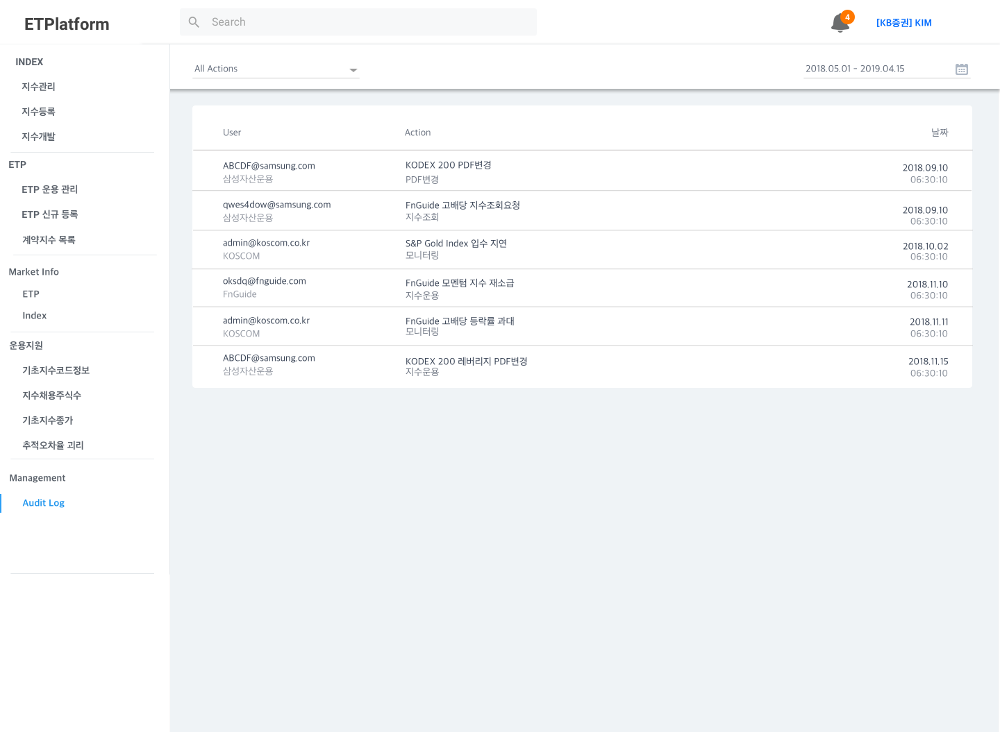 ETPlatform
Search
4
[KB증권] KIM
INDEX
지수관리
지수등록
지수개발
ETP
ETP 운용 관리
ETP 신규 등록
계약지수 목록
Market Info
ETP
Index
운용지원
기초지수코드정보
지수채용주식수
기초지수종가
추적오차율 괴리
Management
Audit Log
All Actions
2018.05.01 - 2019.04.15
User Action 날짜
ABCDF@samsung.com KODEX 200 PDF변경 2018.09.10
삼성자산운용 PDF변경 06:30:10
qwes4dow@samsung.com FnGuide 고배당 지수조회요청 2018.09.10
삼성자산운용 지수조회 06:30:10
admin@koscom.co.kr S&P Gold Index 입수 지연 2018.10.02
KOSCOM 모니터링 06:30:10
oksdq@fnguide.com FnGuide 모멘텀 지수 재소급 2018.11.10
FnGuide 지수운용 06:30:10
admin@koscom.co.kr FnGuide 고배당 등락률 과대 2018.11.11
KOSCOM 모니터링 06:30:10
ABCDF@samsung.com KODEX 200 레버리지 PDF변경 2018.11.15
삼성자산운용 지수운용 06:30:10